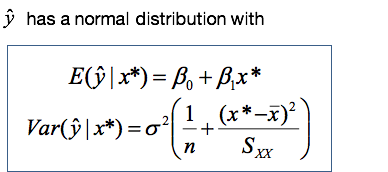 ŷ has a normal distribution with
E(ŷ | x*) = β₀ + β₁x*
Var(ŷ | x*) = σ²(1/n + (x*–x̄)²/S_XX)